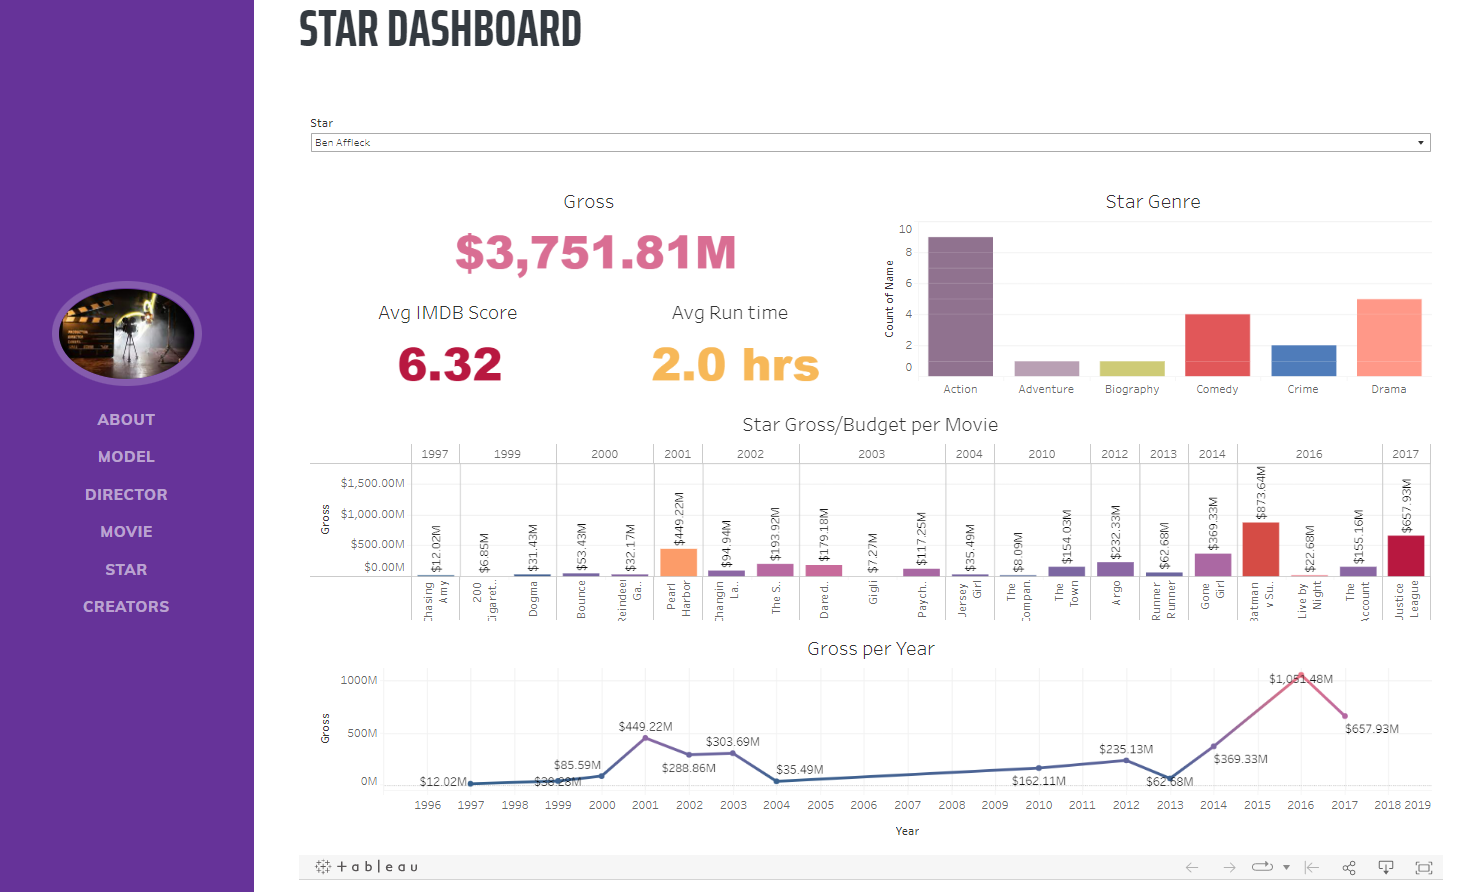 STAR DASHBOARD
ABOUT
MODEL
DIRECTOR
MOVIE
STAR
CREATORS
Star
Ben Affleck
Gross
$3,751.81M
Avg IMDB Score
6.32
Avg Run time
2.0 hrs
Star Genre
Count of Name
10
8
6
4
2
0
Action Adventure Biography Comedy Crime Drama
Star Gross/Budget per Movie
1997 1999 2000 2001 2002 2003 2004 2010 2012 2013 2014 2016 2017
Gross
$1,500.00M
$1,000.00M
$500.00M
$0.00M
$12.02M $6.85M $31.43M $53.43M $32.17M $449.22M $94.94M $193.92M $179.18M $7.27M $117.25M $35.49M $8.09M $154.03M $232.33M $62.68M $369.33M $873.64M $22.68M $155.16M $657.93M
Chasing Amy
200 Cigaret..
Dogma
Bounce
Reindeer Ga..
Pearl Harbor
Changin La..
The S..
Dared..
Gigli
Paych..
Jersey Girl
The Compan..
The Town
Argo
Runner Runner
Gone Girl
Batman v Su..
Live by Night
The Account
Justice League
Gross per Year
Gross
1000M
500M
0M
$12.02M $38.28M $85.59M $449.22M $288.86M $303.69M $35.49M $162.11M $235.13M $62.68M $369.33M $1,051.48M $657.93M
1996 1997 1998 1999 2000 2001 2002 2003 2004 2005 2006 2007 2008 2009 2010 2011 2012 2013 2014 2015 2016 2017 2018 2019
Year
+ableau